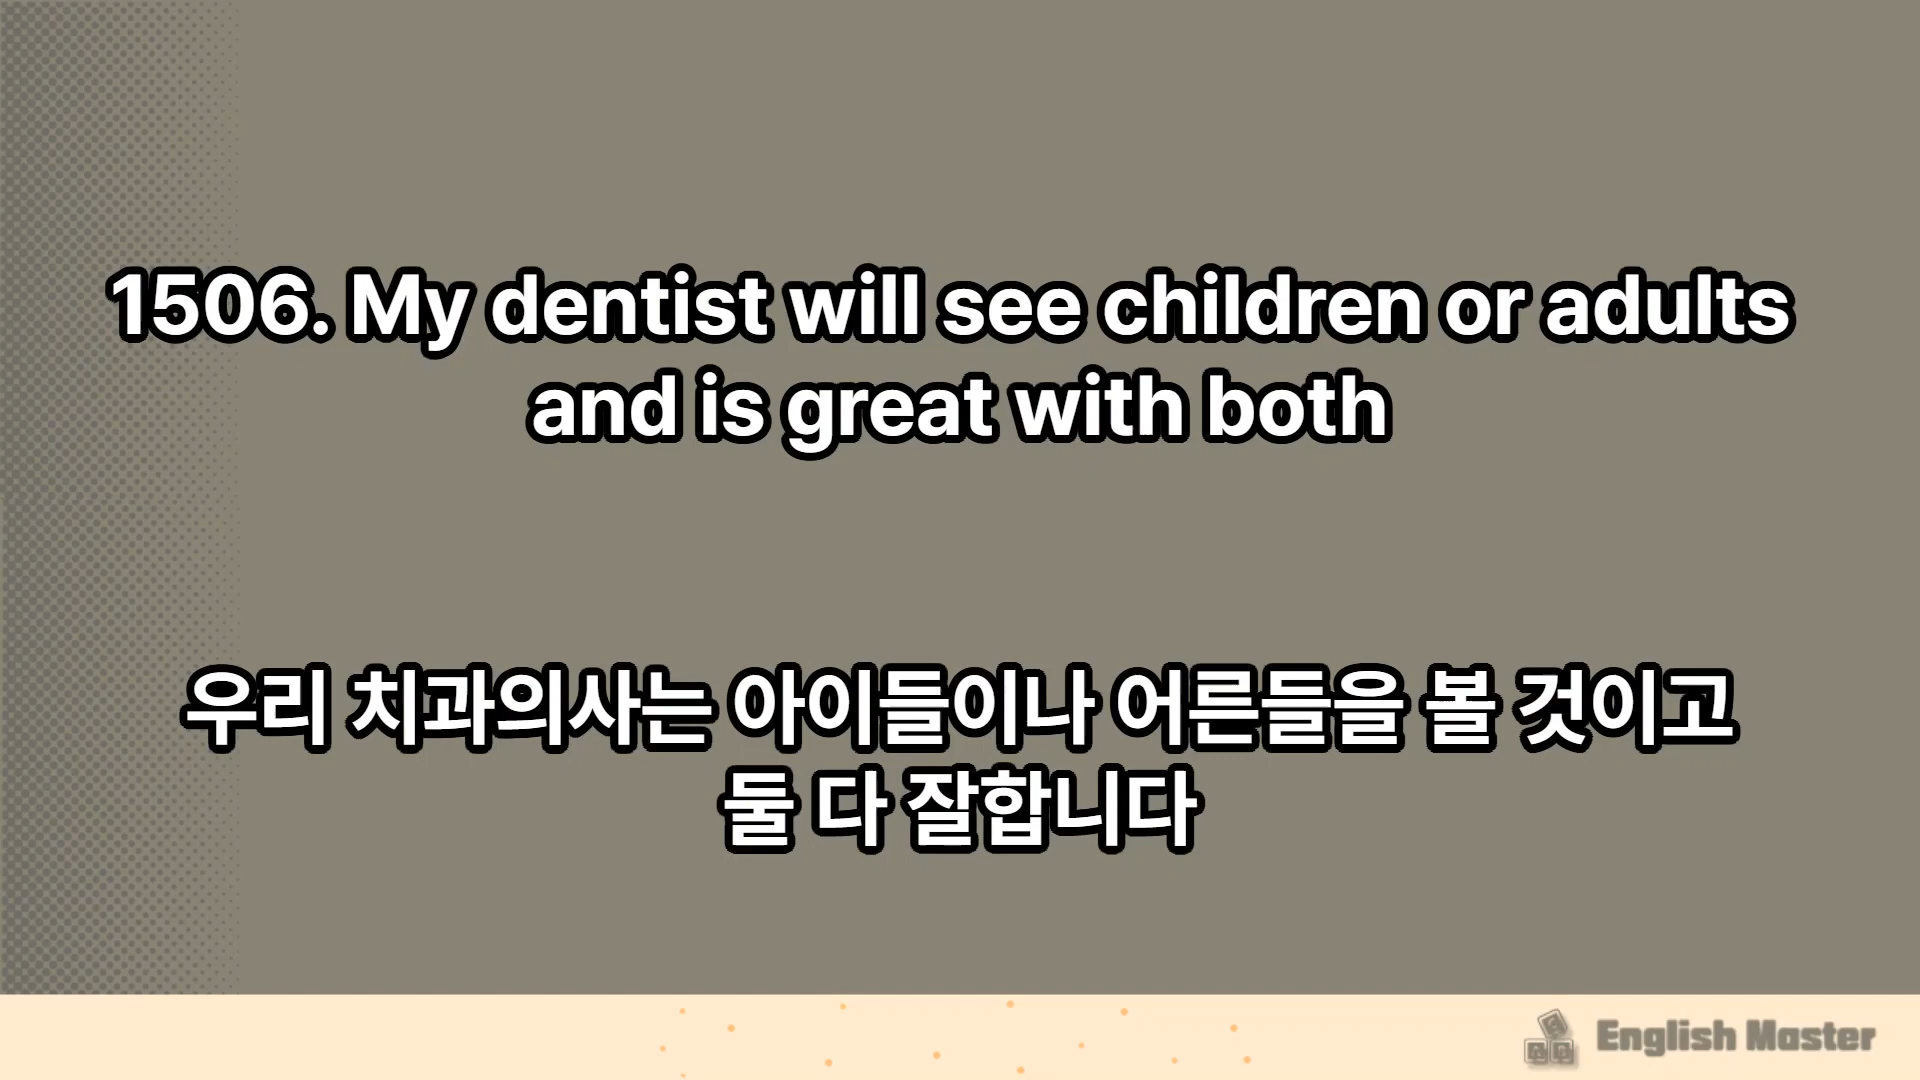 1506. My dentist will see children or adults
and is great with both
우리 치과의사는 아이들이나 어른들을 볼 것이고
둘 다 잘합니다
English Master